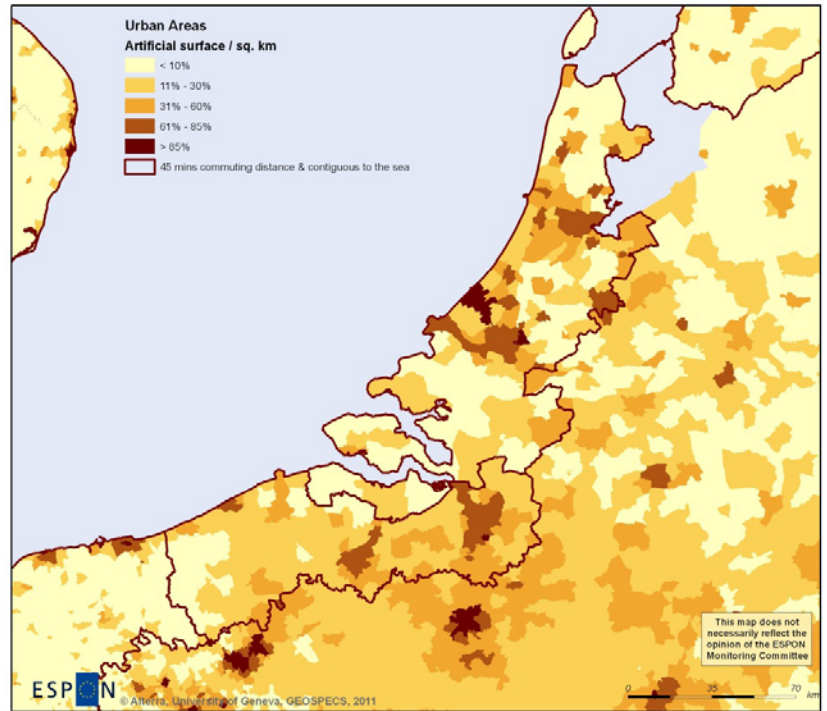 Urban Areas
Artificial surface / sq. km
< 10%
11% - 30%
31% - 60%
61% - 85%
> 85%
45 mins commuting distance & contiguous to the sea
This map does not
necessarily reflect the
opinion of the ESPON
Monitoring Committee
0 35 70
km
ESPON
© Alterra, University of Geneva, GEOSPECS, 2011